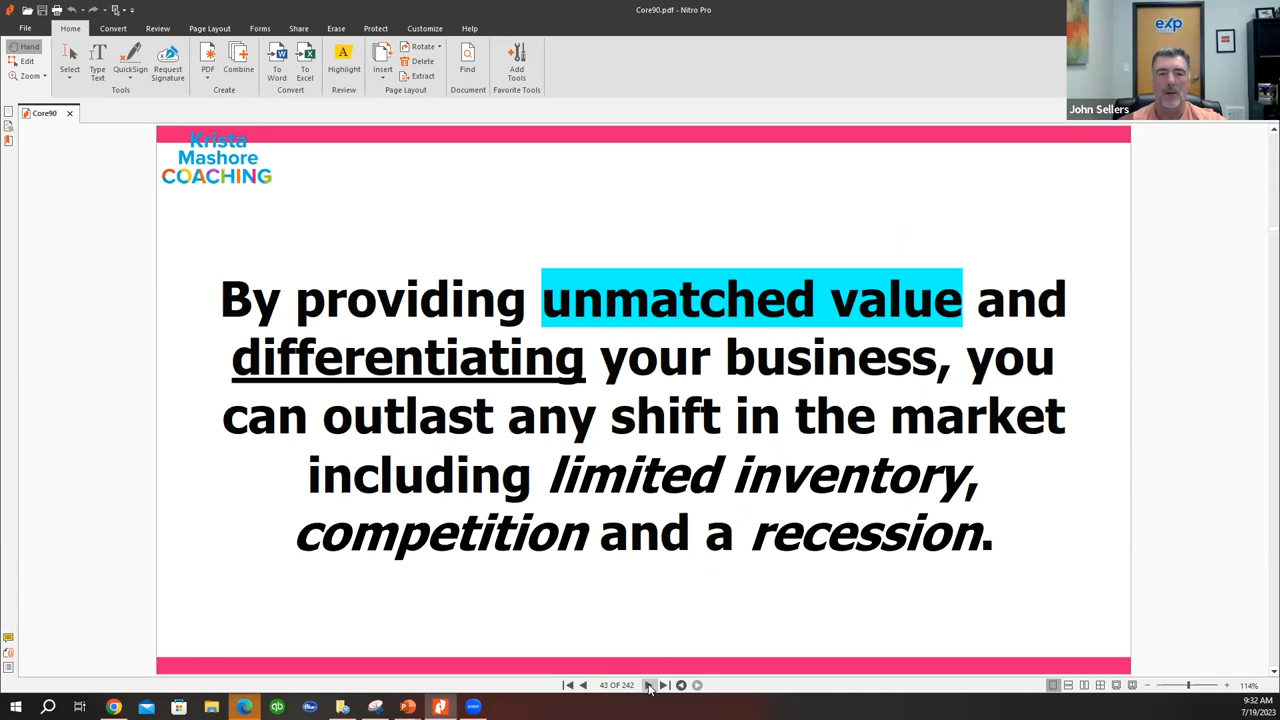 Core90.pdf - Nitro Pro
File Home Convert Review Page Layout Forms Share Erase Protect Customize Help
Hand
Edit
Zoom
Select
Type Text
QuickSign
Request Signature
Tools
PDF
Combine
Create
To Word
To Excel
Convert
Highlight
Review
Insert
Rotate
Delete
Extract
Page Layout
Find
Document
Add Tools
Favorite Tools
exp
John Sellers
Core90
Krista
Mashore
COACHING
By providing unmatched value and
differentiating your business, you
can outlast any shift in the market
including limited inventory,
competition and a recession.
43 OF 242
114%
qb
Blue
9:32 AM
7/19/2023